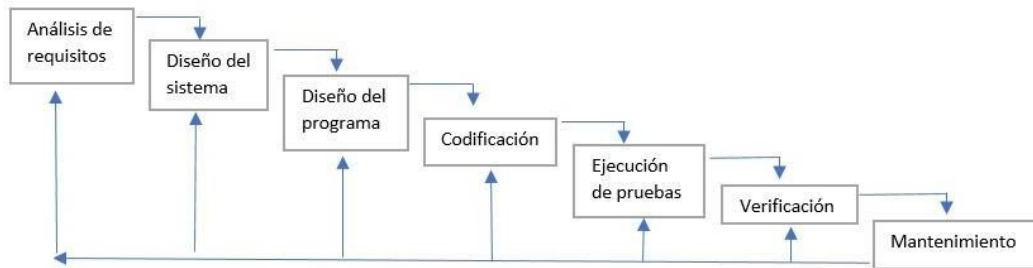 Análisis de
requisitos
Diseño del
sistema
Diseño del
programa
Codificación
Ejecución
de pruebas
Verificación
Mantenimiento